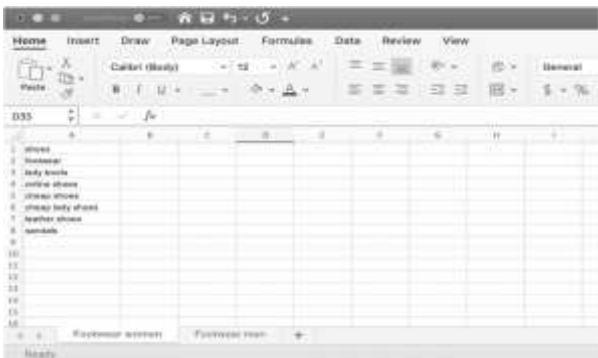 Home Insert Draw Page Layout Formulas Data Review View
Paste Calibri (Body) 12 A^ A˅ General
B I U A $ %
D33 fx
A B C D E F G H I
1 shoes
2 footwear
3 lady boots
4 online shoes
5 cheap shoes
6 cheap lady shoes
7 leather shoes
8 sandals
9
10
11
12
13
14
15
16
Footwear women Footwear men +
Ready